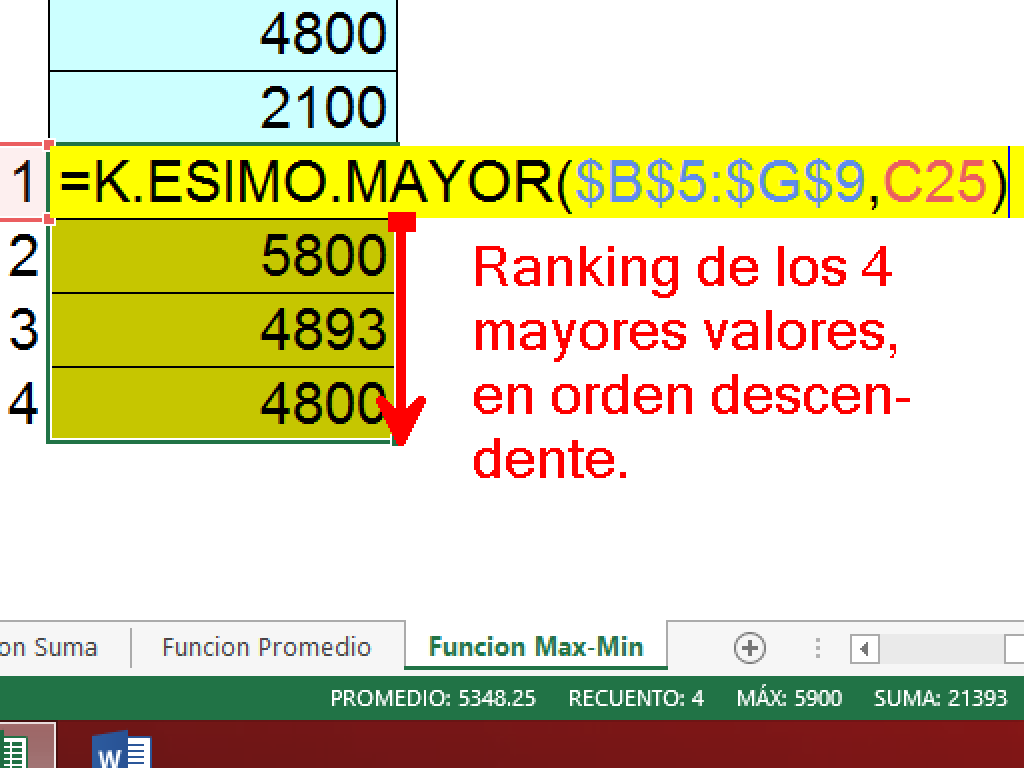 4800
2100
1 =K.ESIMO.MAYOR($B$5:$G$9,C25)
2 5800
3 4893
4 4800
Ranking de los 4
mayores valores,
en orden descen-
dente.
on Suma Funcion Promedio Funcion Max-Min
PROMEDIO: 5348.25 RECUENTO: 4 MÁX: 5900 SUMA: 21393
W